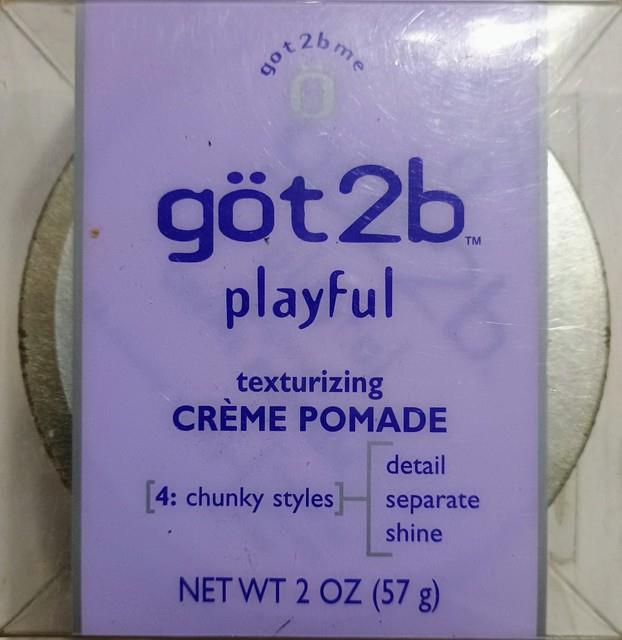 got2bme
göt2b™
playful
texturizing
CRÈME POMADE
[4: chunky styles]
detail
separate
shine
NET WT 2 OZ (57 g)